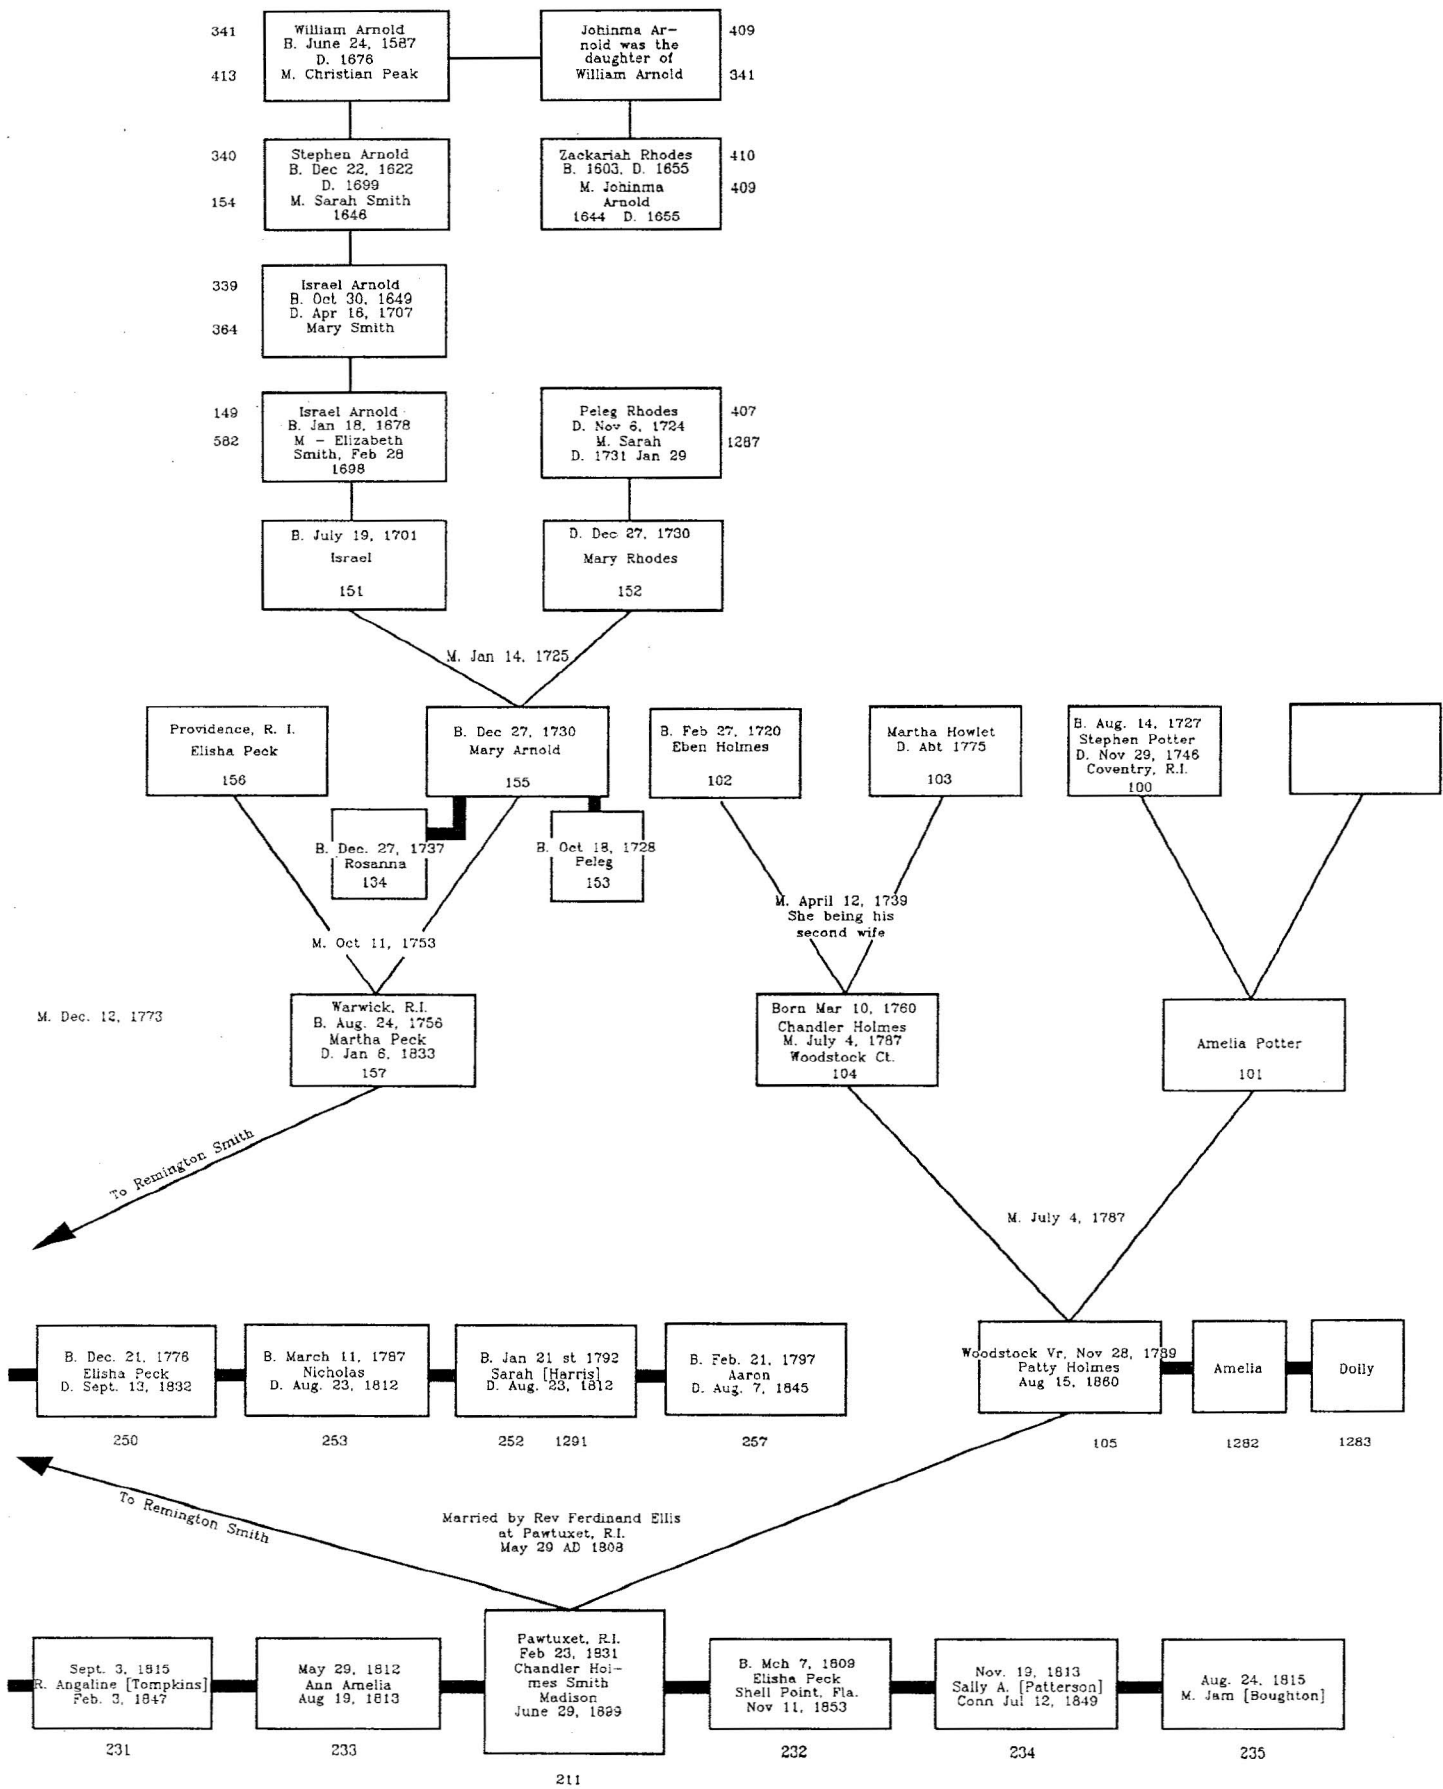 341
William Arnold
B. June 24, 1587
D. 1676
413
M. Christian Peak
Johinma Ar-
nold was the
daughter of
William Arnold
409
341
340
Stephen Arnold
B. Dec 22, 1622
D. 1699
154
M. Sarah Smith
1646
Zackariah Rhodes
B. 1603. D. 1655
M. Johinma
Arnold
1644 D. 1655
410
409
339
Israel Arnold
B. Oct 30, 1649
D. Apr 16, 1707
364
Mary Smith
149
Israel Arnold
B. Jan 18, 1678
582
M - Elizabeth
Smith, Feb 28
1698
Peleg Rhodes
D. Nov 6, 1724
M. Sarah
D. 1731 Jan 29
407
1287
B. July 19, 1701
Israel
151
D. Dec 27, 1730
Mary Rhodes
152
M. Jan 14, 1725
Providence, R. I.
Elisha Peck
156
B. Dec 27, 1730
Mary Arnold
155
B. Feb 27, 1720
Eben Holmes
102
Martha Howlet
D. Abt 1775
103
B. Aug. 14, 1727
Stephen Potter
D. Nov 29, 1746
Coventry, R.I.
100
B. Dec. 27, 1737
Rosanna
134
B. Oct 18, 1728
Peleg
153
M. April 12, 1739
She being his
second wife
M. Oct 11, 1753
M. Dec. 12, 1773
Warwick, R.I.
B. Aug. 24, 1756
Martha Peck
D. Jan 6, 1833
157
Born Mar 10, 1760
Chandler Holmes
M. July 4, 1787
Woodstock Ct.
104
Amelia Potter
101
To Remington Smith
M. July 4, 1787
B. Dec. 21, 1776
Elisha Peck
D. Sept. 13, 1832
250
B. March 11, 1787
Nicholas
D. Aug. 23, 1812
253
B. Jan 21 st 1792
Sarah [Harris]
D. Aug. 23, 1812
252 1291
B. Feb. 21, 1797
Aaron
D. Aug. 7, 1845
257
Woodstock Vr, Nov 28, 1789
Patty Holmes
Aug 15, 1860
105
Amelia
1282
Dolly
1283
To Remington Smith
Married by Rev Ferdinand Ellis
at Pawtuxet, R.I.
May 29 AD 1808
Sept. 3, 1815
R. Angaline [Tompkins]
Feb. 3, 1847
231
May 29, 1812
Ann Amelia
Aug 19, 1813
233
Pawtuxet, R.I.
Feb 23, 1831
Chandler Hol-
mes Smith
Madison
June 29, 1899
211
B. Mch 7, 1809
Elisha Peck
Shell Point, Fla.
Nov 11, 1853
232
Nov. 19, 1813
Sally A. [Patterson]
Conn Jul 12, 1849
234
Aug. 24, 1815
M. Jam [Boughton]
235